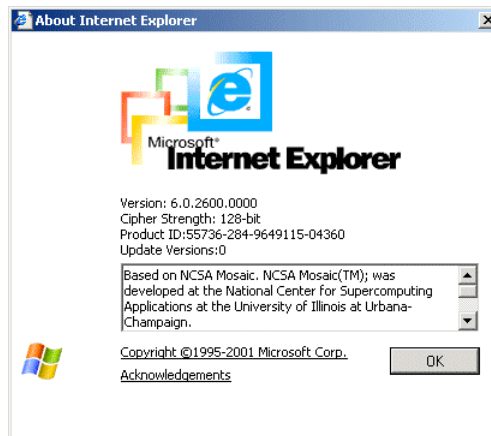 About Internet Explorer
Microsoft®
Internet Explorer
Version: 6.0.2600.0000
Cipher Strength: 128-bit
Product ID:55736-284-9649115-04360
Update Versions:0
Based on NCSA Mosaic. NCSA Mosaic(TM); was
developed at the National Center for Supercomputing
Applications at the University of Illinois at Urbana-
Champaign.
Copyright ©1995-2001 Microsoft Corp.
OK
Acknowledgements